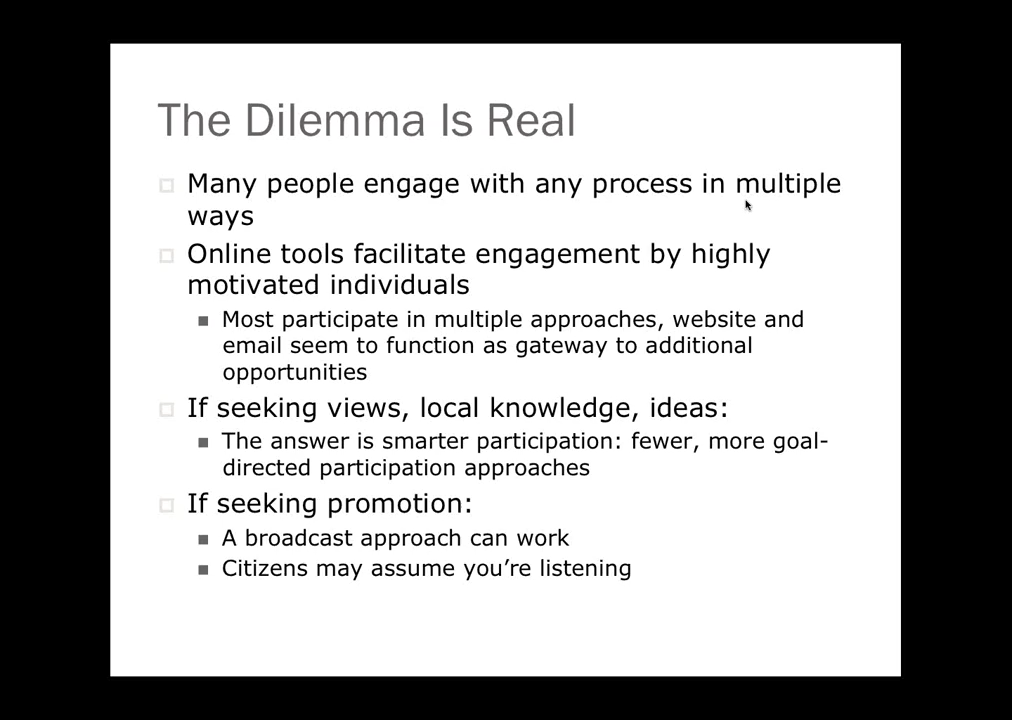 The Dilemma Is Real
Many people engage with any process in multiple
ways
Online tools facilitate engagement by highly
motivated individuals
Most participate in multiple approaches, website and
email seem to function as gateway to additional
opportunities
If seeking views, local knowledge, ideas:
The answer is smarter participation: fewer, more goal-
directed participation approaches
If seeking promotion:
A broadcast approach can work
Citizens may assume you’re listening